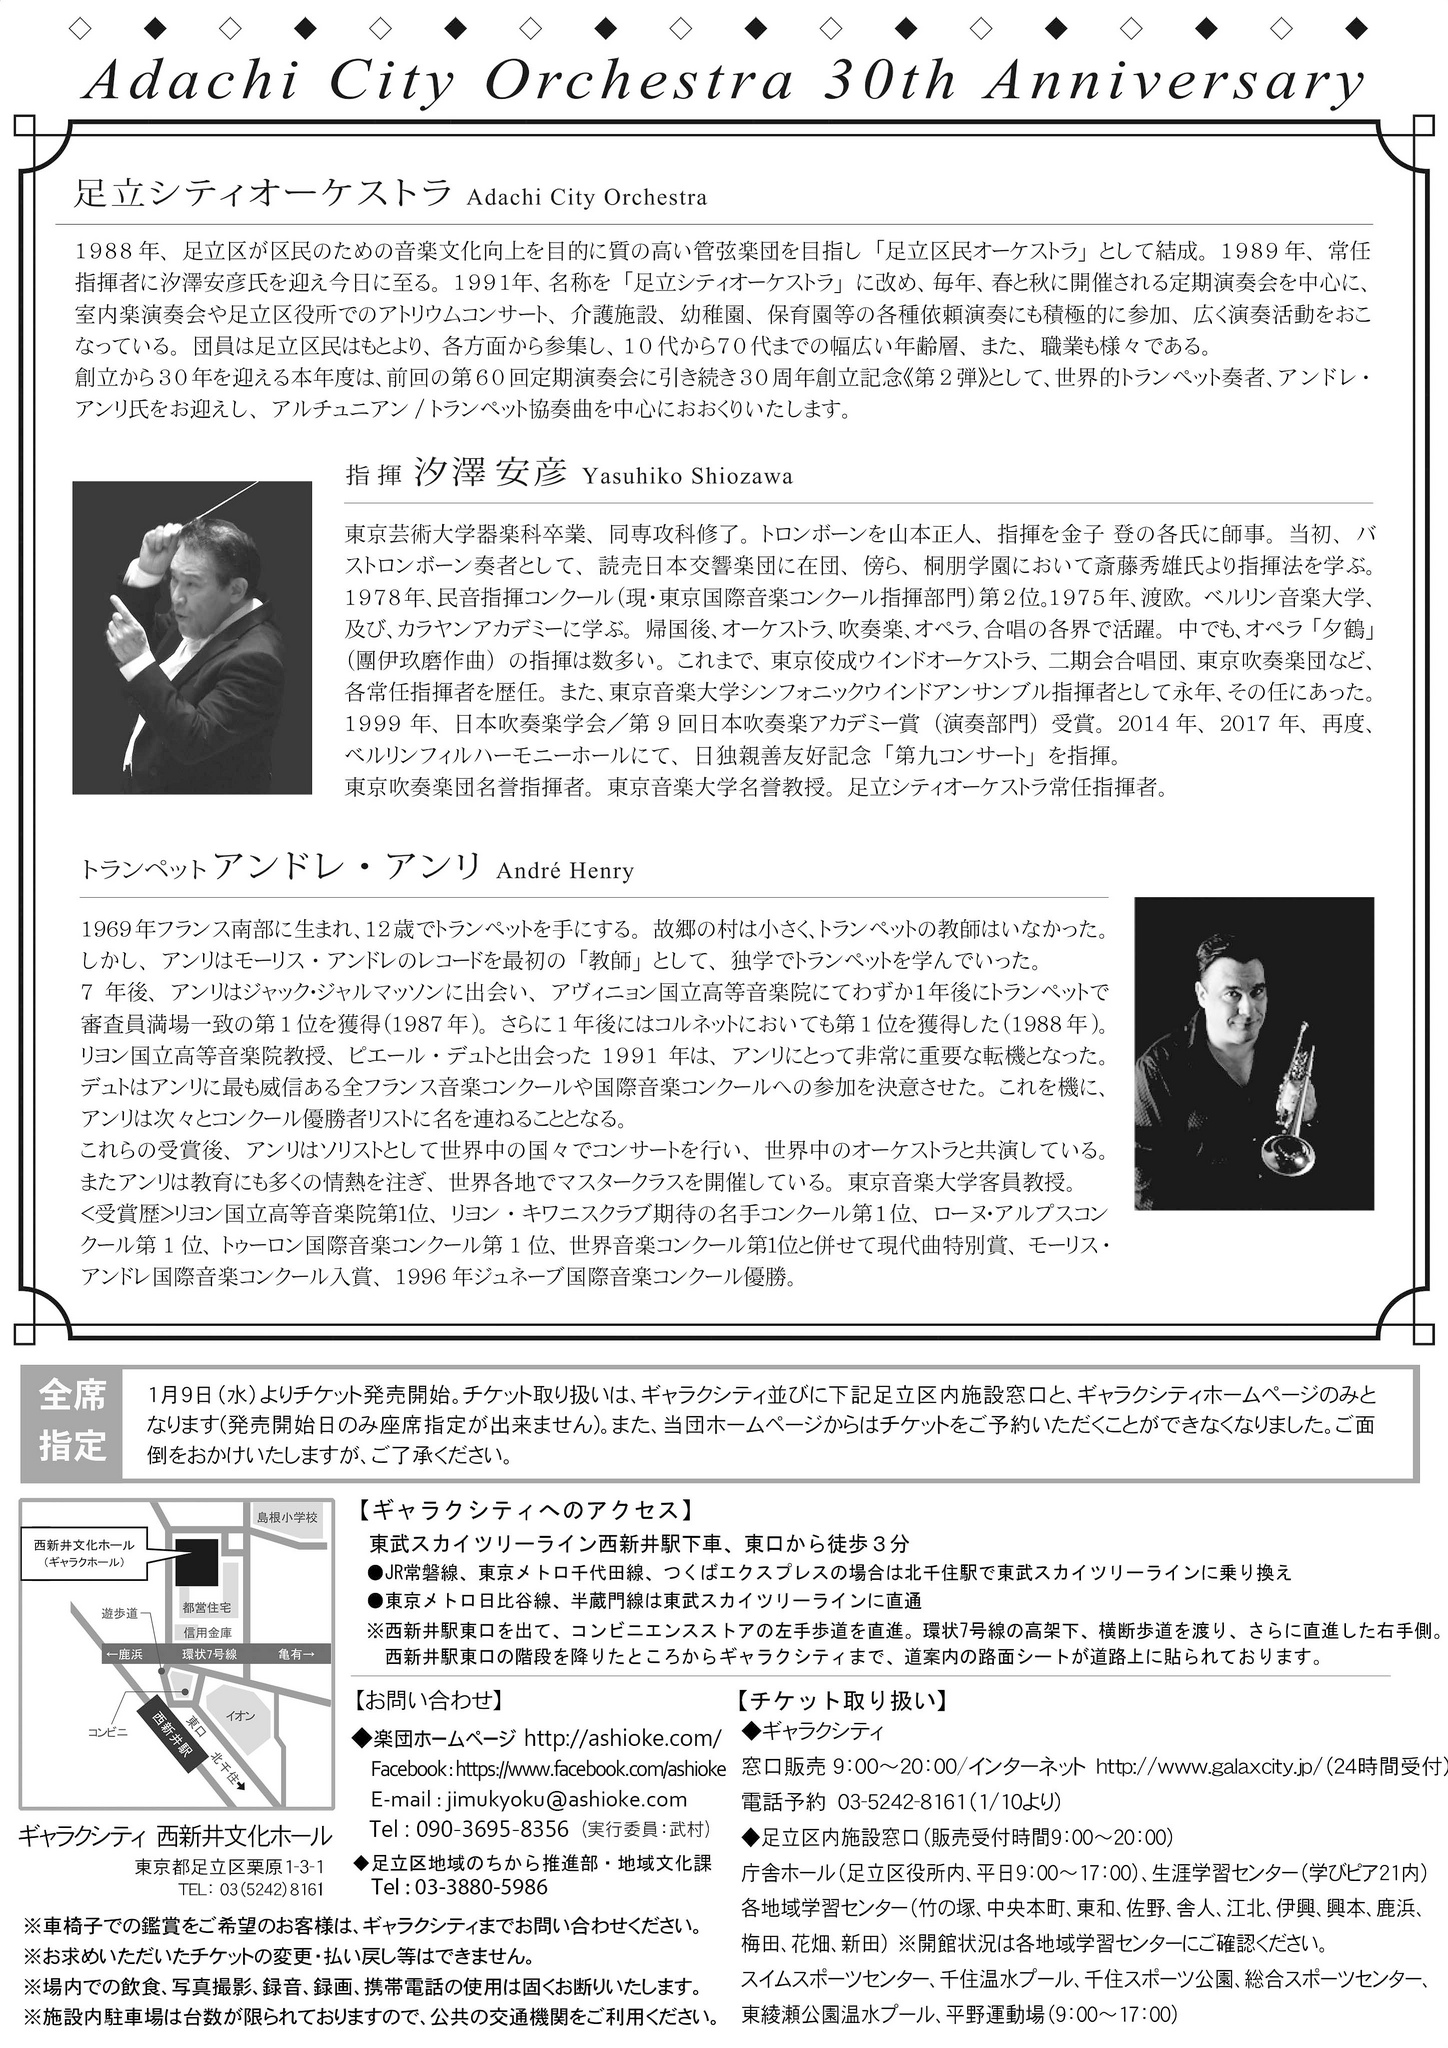 Adachi City Orchestra 30th Anniversary
足立シティオーケストラ Adachi City Orchestra
1988年、足立区が区民のための音楽文化向上を目的に質の高い管弦楽団を目指し「足立区民オーケストラ」として結成。1989年、常任
指揮者に汐澤安彦氏を迎え今日に至る。1991年、名称を「足立シティオーケストラ」に改め、毎年、春と秋に開催される定期演奏会を中心に、
室内楽演奏会や足立区役所でのアトリウムコンサート、介護施設、幼稚園、保育園等の各種依頼演奏にも積極的に参加、広く演奏活動をおこ
なっている。団員は足立区民はもとより、各方面から参集し、10代から70代までの幅広い年齢層、また、職業も様々である。
創立から30年を迎える本年度は、前回の第60回定期演奏会に引き続き30周年創立記念《第2弾》として、世界的トランペット奏者、アンドレ・
アンリ氏をお迎えし、アルチュニアン/トランペット協奏曲を中心におおくりいたします。
指揮 汐澤 安彦 Yasuhiko Shiozawa
東京芸術大学器楽科卒業、同専攻科修了。トロンボーンを山本正人、指揮を金子 登の各氏に師事。当初、バ
ストロンボーン奏者として、読売日本交響楽団に在団、傍ら、桐朋学園において斎藤秀雄氏より指揮法を学ぶ。
1978年、民音指揮コンクール(現・東京国際音楽コンクール指揮部門)第2位。1975年、渡欧。ベルリン音楽大学、
及び、カラヤンアカデミーに学ぶ。帰国後、オーケストラ、吹奏楽、オペラ、合唱の各界で活躍。中でも、オペラ「夕鶴」
(團伊玖磨作曲)の指揮は数多い。これまで、東京佼成ウインドオーケストラ、二期会合唱団、東京吹奏楽団など、
各常任指揮者を歴任。また、東京音楽大学シンフォニックウインドアンサンブル指揮者として永年、その任にあった。
1999年、日本吹奏楽学会/第9回日本吹奏楽アカデミー賞(演奏部門)受賞。2014年、2017年、再度、
ベルリンフィルハーモニーホールにて、日独親善友好記念「第九コンサート」を指揮。
東京吹奏楽団名誉指揮者。東京音楽大学名誉教授。足立シティオーケストラ常任指揮者。
トランペット アンドレ・アンリ André Henry
1969年フランス南部に生まれ、12歳でトランペットを手にする。故郷の村は小さく、トランペットの教師はいなかった。
しかし、アンリはモーリス・アンドレのレコードを最初の「教師」として、独学でトランペットを学んでいった。
7年後、アンリはジャック・ジャルマッソンに出会い、アヴィニョン国立高等音楽院にてわずか1年後にトランペットで
審査員満場一致の第1位を獲得(1987年)。さらに1年後にはコルネットにおいても第1位を獲得した(1988年)。
リヨン国立高等音楽院教授、ピエール・デュトと出会った1991年は、アンリにとって非常に重要な転機となった。
デュトはアンリに最も威信ある全フランス音楽コンクールや国際音楽コンクールへの参加を決意させた。これを機に、
アンリは次々とコンクール優勝者リストに名を連ねることとなる。
これらの受賞後、アンリはソリストとして世界中の国々でコンサートを行い、世界中のオーケストラと共演している。
またアンリは教育にも多くの情熱を注ぎ、世界各地でマスタークラスを開催している。東京音楽大学客員教授。
<受賞歴>リヨン国立高等音楽院第1位、リヨン・キワニスクラブ期待の名手コンクール第1位、ローヌ・アルプスコン
クール第1位、トゥーロン国際音楽コンクール第1位、世界音楽コンクール第1位と併せて現代曲特別賞、モーリス・
アンドレ国際音楽コンクール入賞、1996年ジュネーブ国際音楽コンクール優勝。
全席
指定
1月9日(水)よりチケット発売開始。チケット取り扱いは、ギャラクシティ並びに下記足立区内施設窓口と、ギャラクシティホームページのみと
なります(発売開始日のみ座席指定が出来ません)。また、当団ホームページからはチケットをご予約いただくことができなくなりました。ご面
倒をおかけいたしますが、ご了承ください。
島根小学校
西新井文化ホール
(ギャラクホール)
都営住宅
遊歩道
信用金庫
←鹿浜 環状7号線 亀有→
コンビニ
イオン
東口
西新井駅
北千住
ギャラクシティ 西新井文化ホール
東京都足立区栗原1-3-1
TEL: 03(5242)8161
【ギャラクシティへのアクセス】
東武スカイツリーライン西新井駅下車、東口から徒歩3分
●JR常磐線、東京メトロ千代田線、つくばエクスプレスの場合は北千住駅で東武スカイツリーラインに乗り換え
●東京メトロ日比谷線、半蔵門線は東武スカイツリーラインに直通
※西新井駅東口を出て、コンビニエンスストアの左手歩道を直進。環状7号線の高架下、横断歩道を渡り、さらに直進した右手側。
西新井駅東口の階段を降りたところからギャラクシティまで、道案内の路面シートが道路上に貼られております。
【お問い合わせ】
◆楽団ホームページ http://ashioke.com/
Facebook:https://www.facebook.com/ashioke
E-mail : jimukyoku@ashioke.com
Tel : 090-3695-8356 (実行委員:武村)
◆足立区地域のちから推進部・地域文化課
Tel : 03-3880-5986
【チケット取り扱い】
◆ギャラクシティ
窓口販売 9:00〜20:00/インターネット http://www.galaxcity.jp/(24時間受付)
電話予約 03-5242-8161(1/10より)
◆足立区内施設窓口(販売受付時間9:00〜20:00)
庁舎ホール(足立区役所内、平日9:00〜17:00)、生涯学習センター(学びピア21内)
各地域学習センター(竹の塚、中央本町、東和、佐野、舎人、江北、伊興、興本、鹿浜、
梅田、花畑、新田) ※開館状況は各地域学習センターにご確認ください。
スイムスポーツセンター、千住温水プール、千住スポーツ公園、総合スポーツセンター、
東綾瀬公園温水プール、平野運動場(9:00〜17:00)
※車椅子での鑑賞をご希望のお客様は、ギャラクシティまでお問い合わせください。
※お求めいただいたチケットの変更・払い戻し等はできません。
※場内での飲食、写真撮影、録音、録画、携帯電話の使用は固くお断りいたします。
※施設内駐車場は台数が限られておりますので、公共の交通機関をご利用ください。